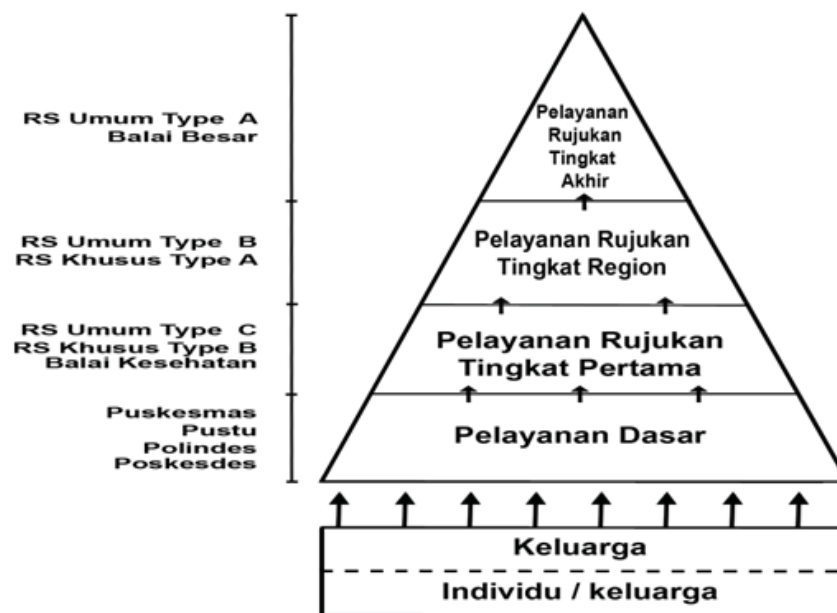 RS Umum Type A
Balai Besar
Pelayanan
Rujukan
Tingkat
Akhir
RS Umum Type B
RS Khusus Type A
Pelayanan Rujukan
Tingkat Region
RS Umum Type C
RS Khusus Type B
Balai Kesehatan
Pelayanan Rujukan
Tingkat Pertama
Puskesmas
Pustu
Polindes
Poskesdes
Pelayanan Dasar
Keluarga
Individu / keluarga